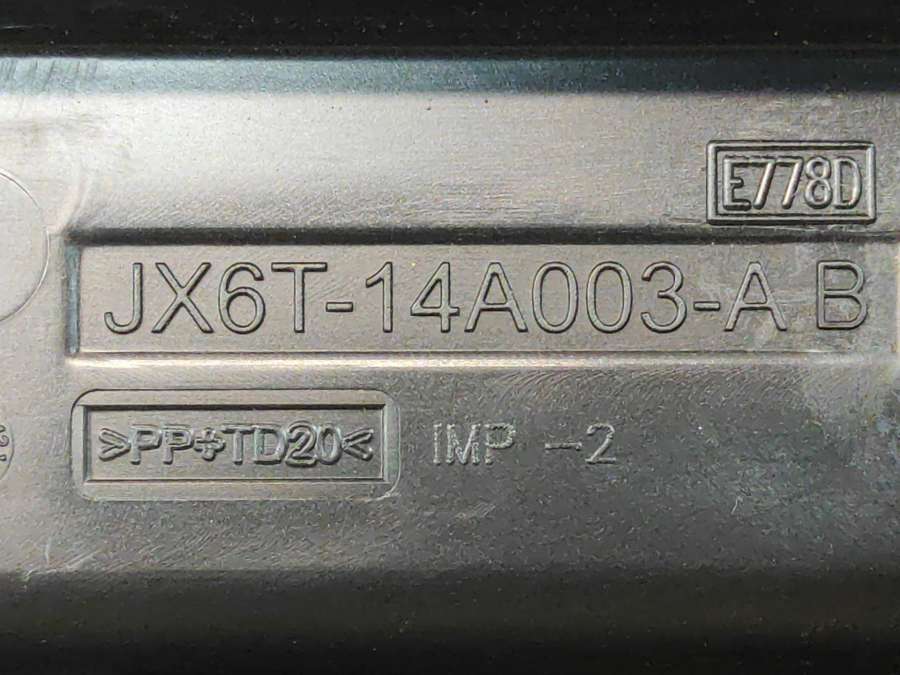 E778D
JX6T-14A003-A B
>PP+TD20<
IMP -2